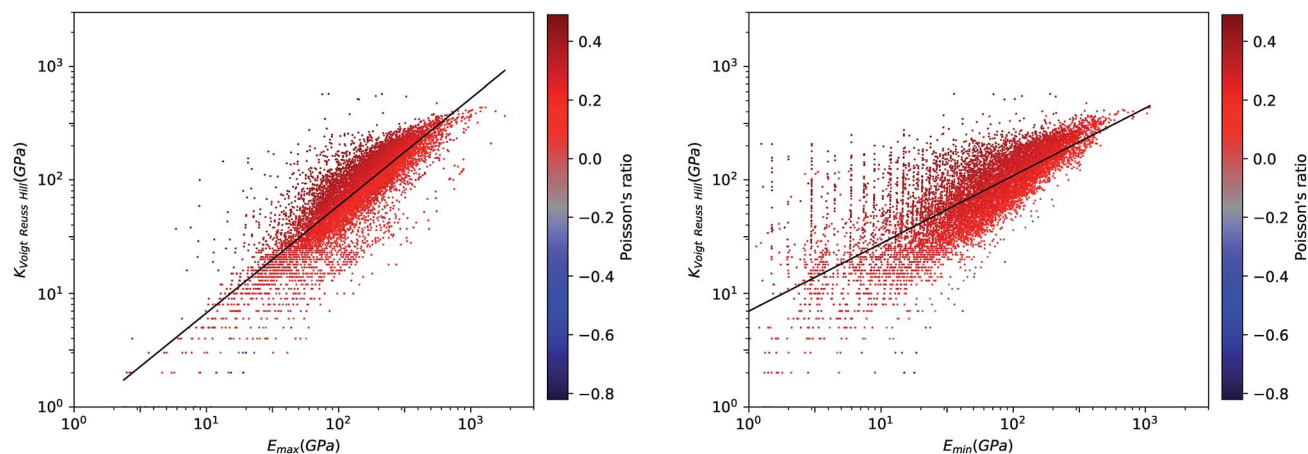 10³
10²
10¹
10⁰
K_Voigt Reuss Hill(GPa)
10⁰ 10¹ 10² 10³
E_max(GPa)
0.4
0.2
0.0
−0.2
−0.4
−0.6
−0.8
Poisson's ratio
10³
10²
10¹
10⁰
K_Voigt Reuss Hill(GPa)
10⁰ 10¹ 10² 10³
E_min(GPa)
0.4
0.2
0.0
−0.2
−0.4
−0.6
−0.8
Poisson's ratio